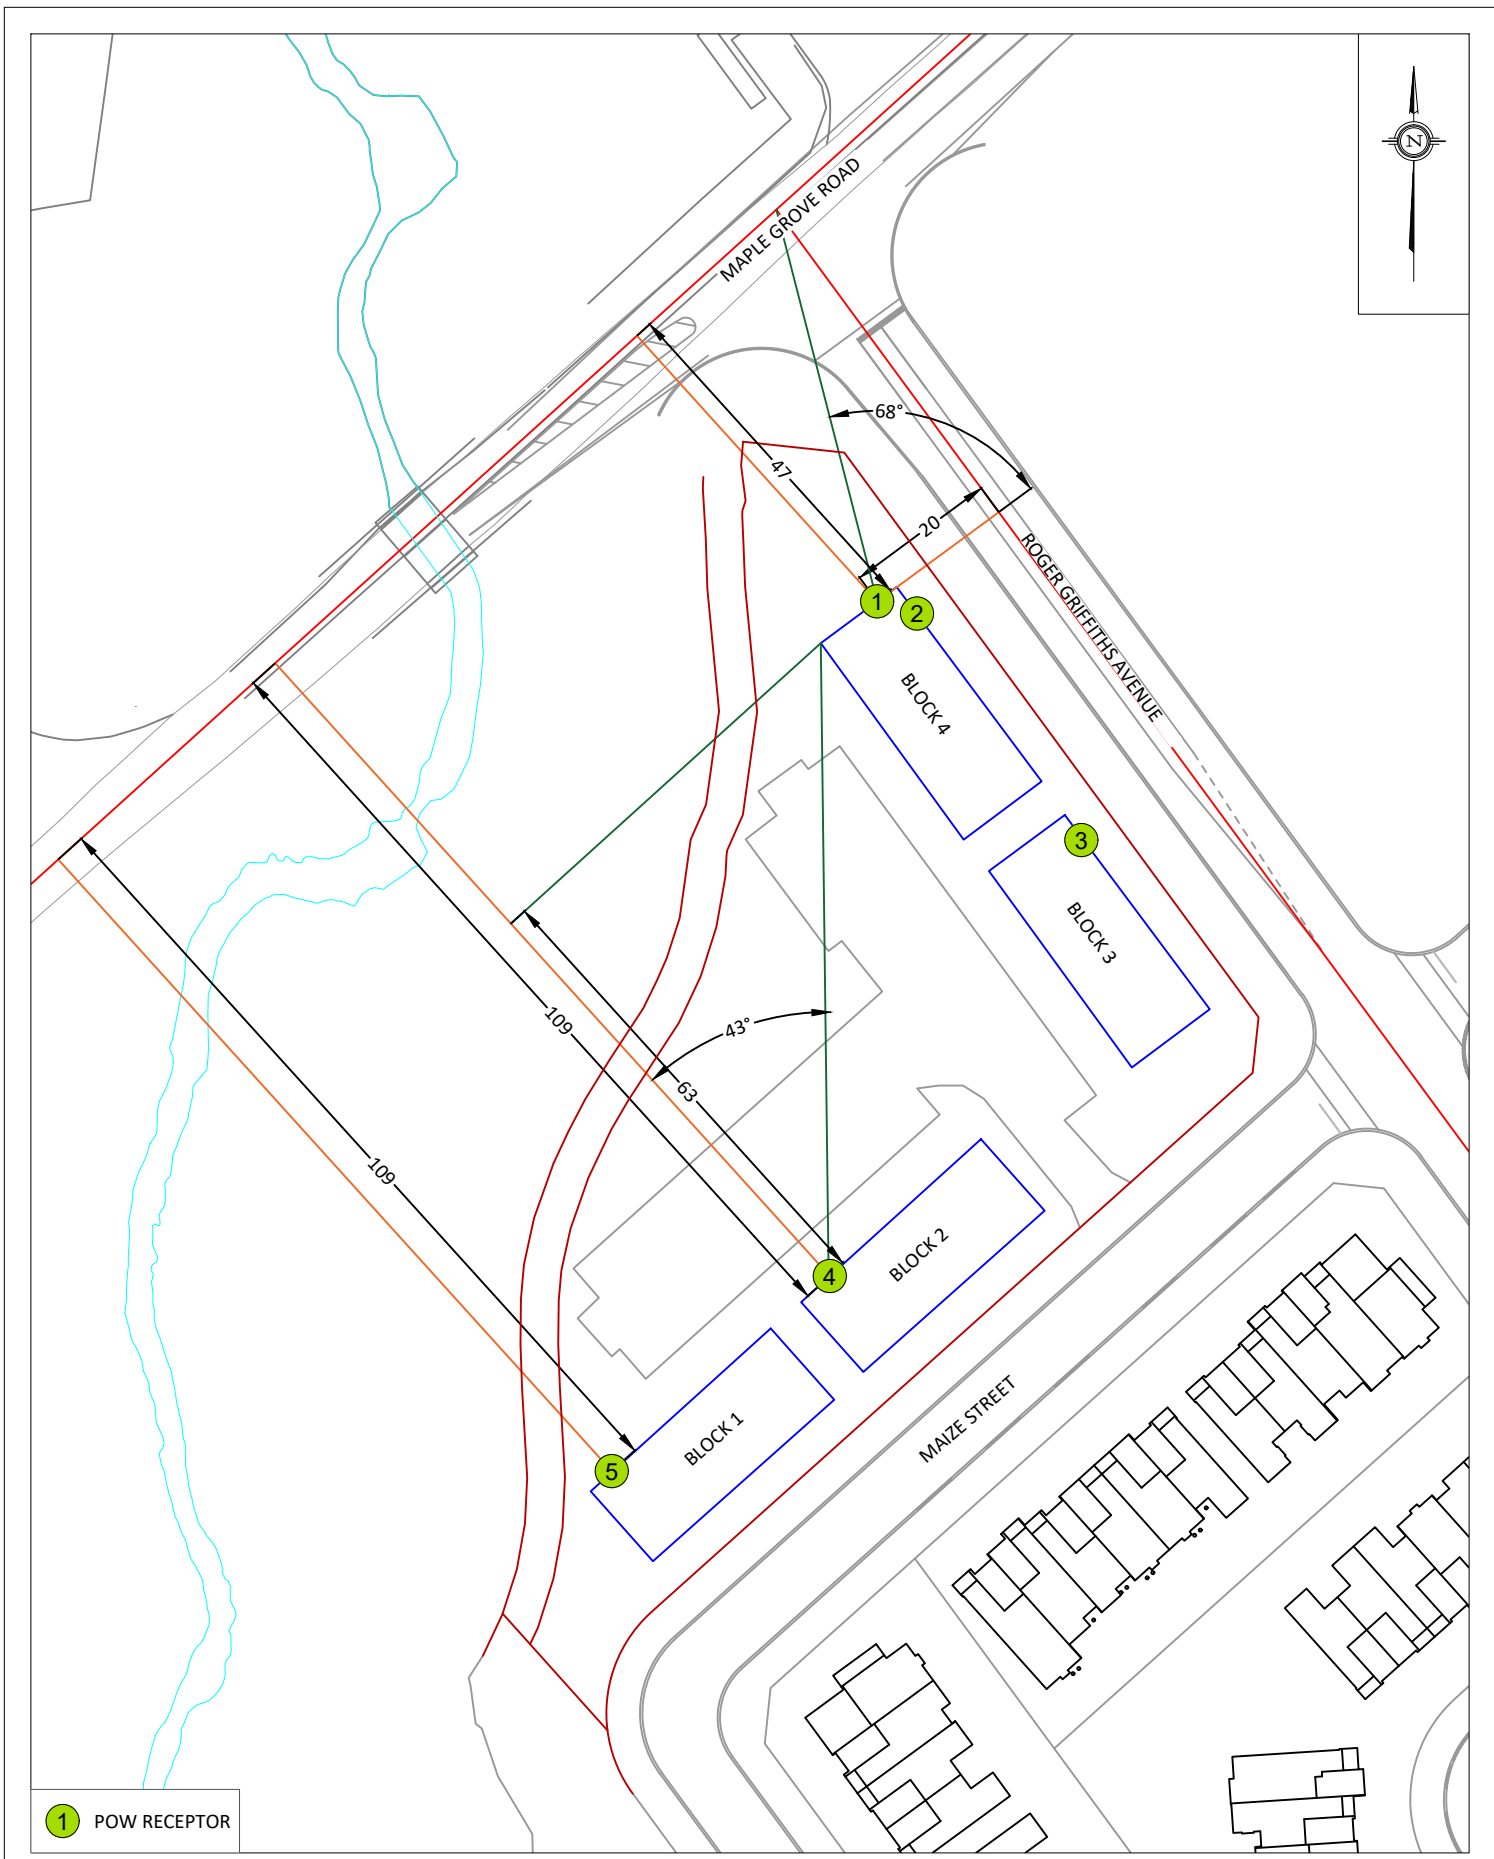 N
MAPLE GROVE ROAD
68°
47
20
ROGER GRIFFITHS AVENUE
1
2
BLOCK 4
3
BLOCK 3
109
43°
63
109
4
BLOCK 2
5
BLOCK 1
MAIZE STREET
1 POW RECEPTOR